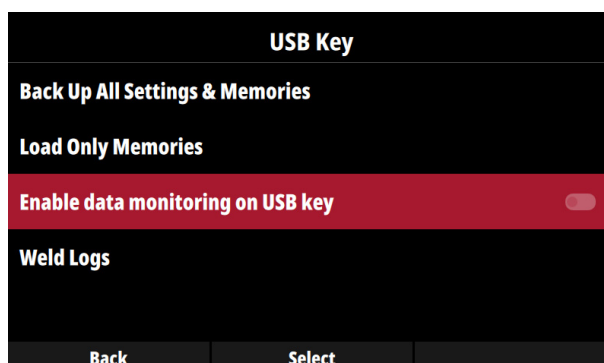 USB Key
Back Up All Settings & Memories
Load Only Memories
Enable data monitoring on USB key
Weld Logs
Back Select